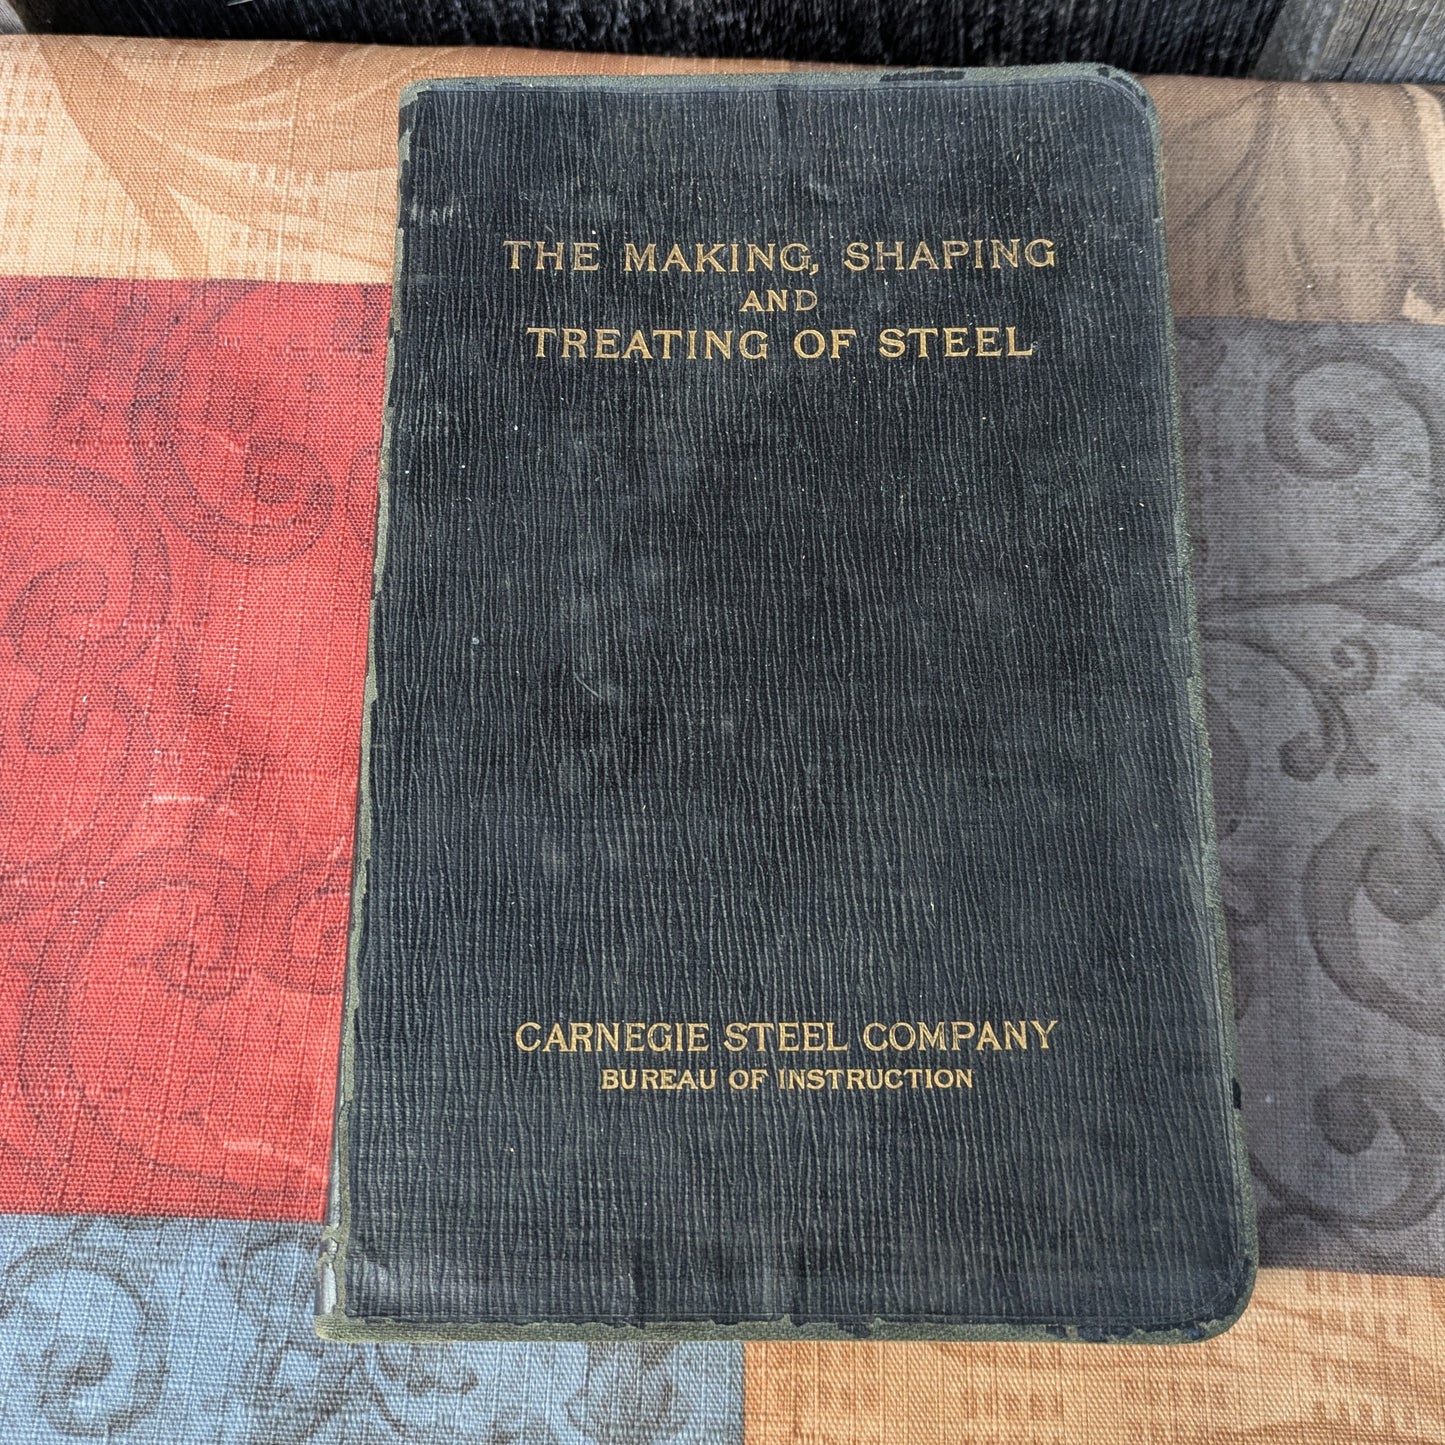 THE MAKING, SHAPING
AND
TREATING OF STEEL
CARNEGIE STEEL COMPANY
BUREAU OF INSTRUCTION